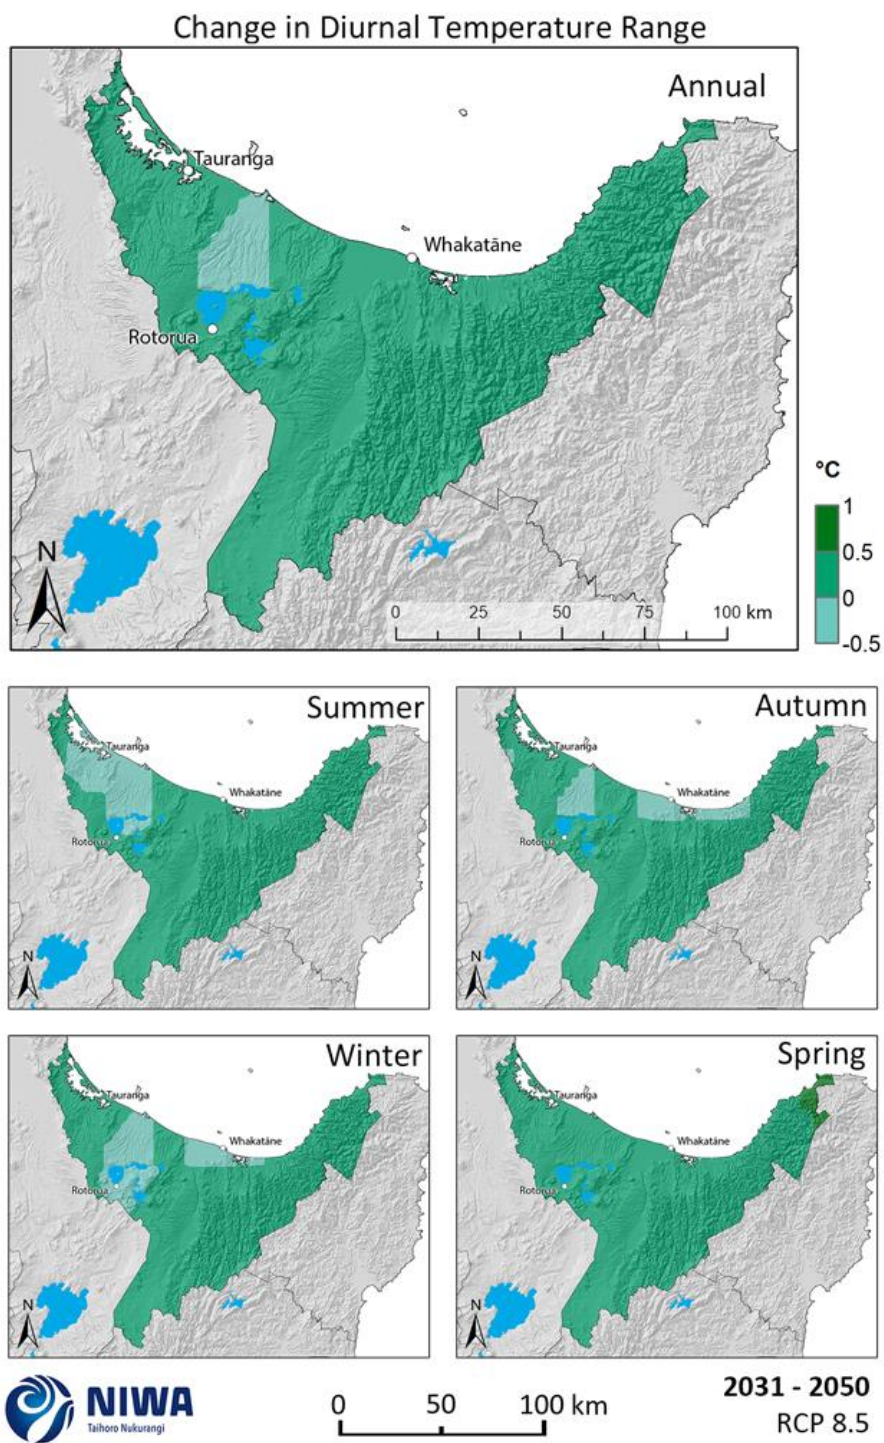 Change in Diurnal Temperature Range
Annual
Tauranga
Whakatāne
Rotorua
°C
1
0.5
0
-0.5
N
0 25 50 75 100 km
Summer
Tauranga
Whakatāne
Rotorua
N
Autumn
Tauranga
Whakatāne
Rotorua
N
Winter
Tauranga
Whakatāne
Rotorua
N
Spring
Tauranga
Whakatāne
Rotorua
N
NIWA
Taihoro Nukurangi
0 50 100 km
2031 - 2050
RCP 8.5